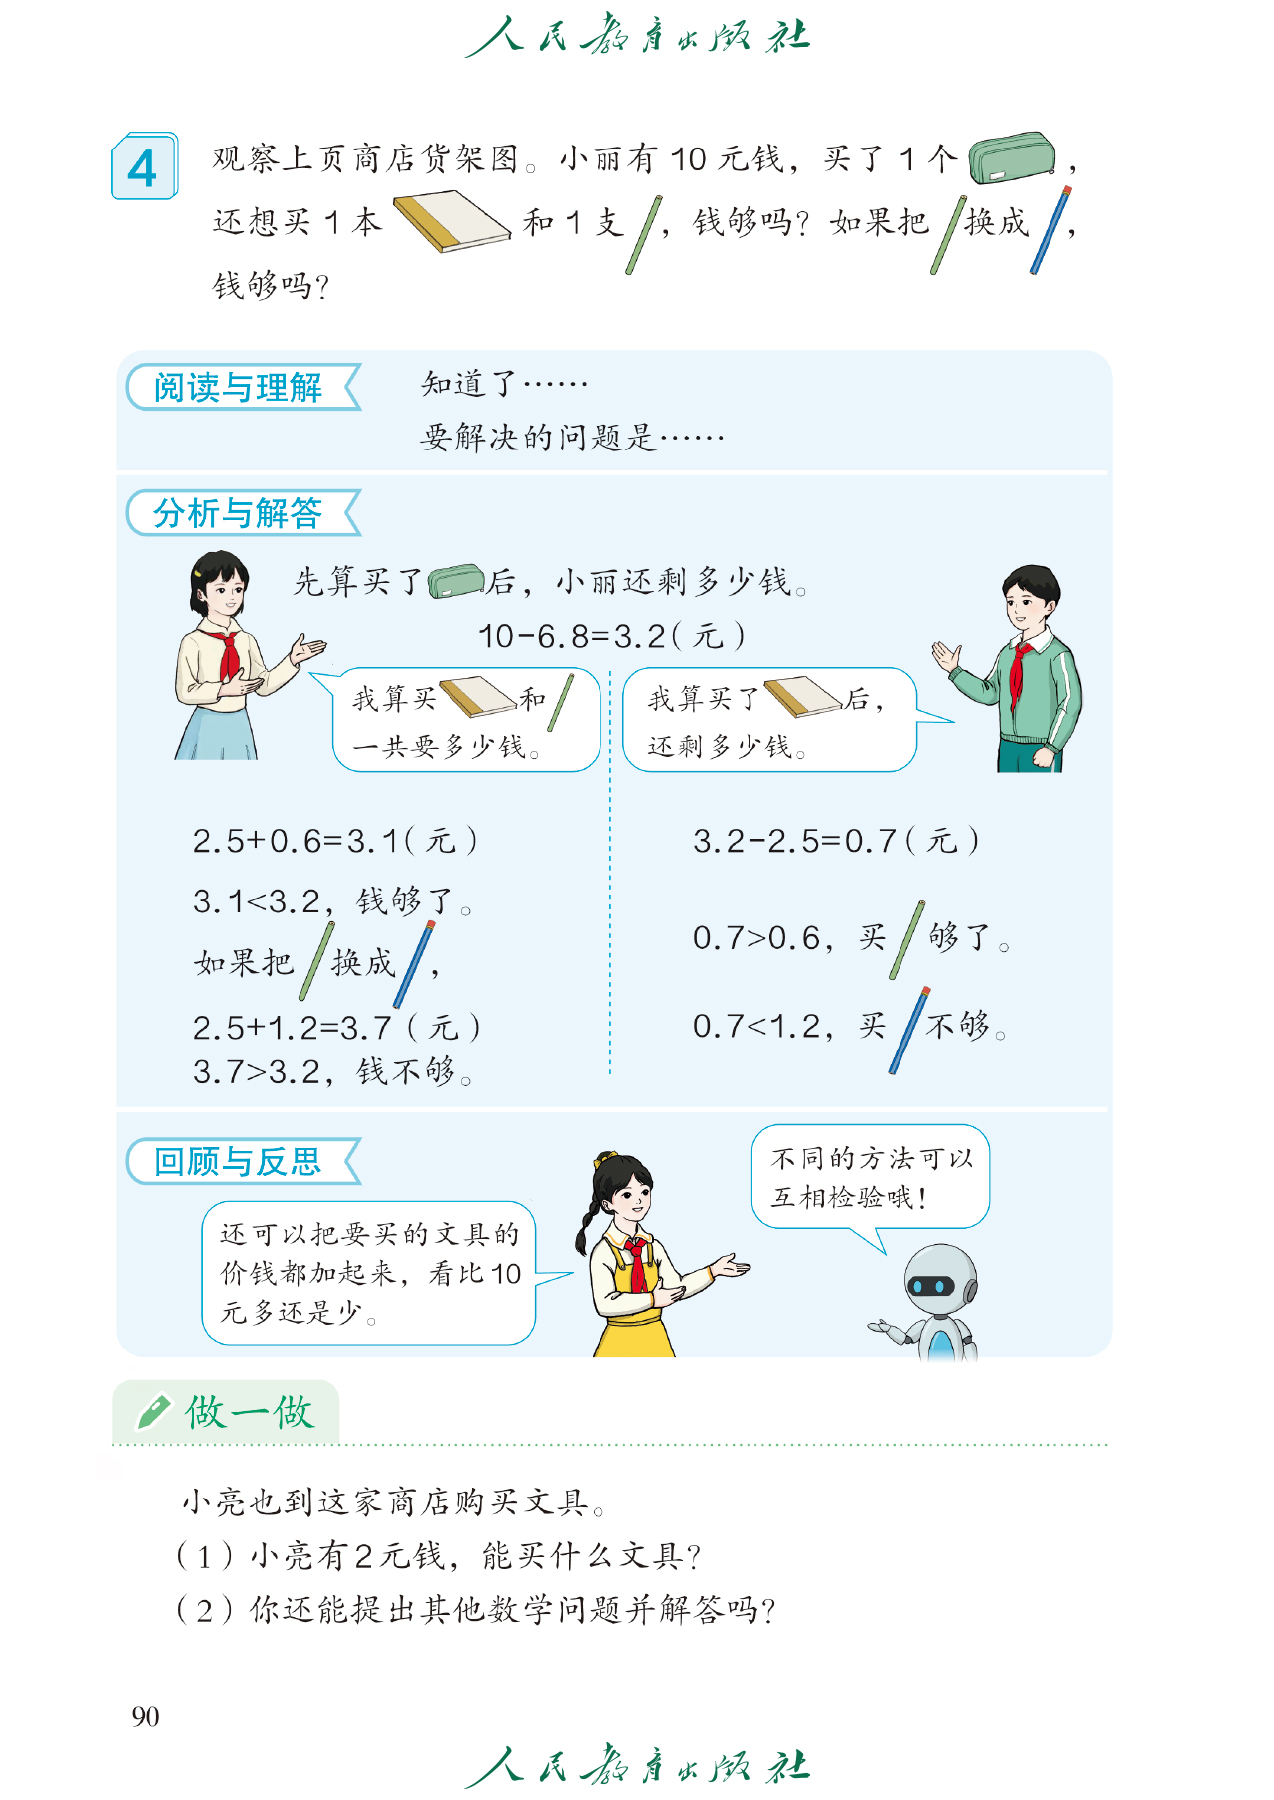 人民教育出版社
4 观察上页商店货架图。小丽有 10 元钱，买了 1 个 ，
还想买 1 本 和 1 支 ，钱够吗？如果把 换成 ，
钱够吗？
阅读与理解
知道了……
要解决的问题是……
分析与解答
先算买了 后，小丽还剩多少钱。
10-6.8=3.2(元)
我算买 和
一共要多少钱。
我算买了 后，
还剩多少钱。
2.5+0.6=3.1(元)
3.1<3.2，钱够了。
如果把 换成 ，
2.5+1.2=3.7(元)
3.7>3.2，钱不够。
3.2-2.5=0.7(元)
0.7>0.6，买 够了。
0.7<1.2，买 不够。
回顾与反思
还可以把要买的文具的
价钱都加起来，看比10
元多还是少。
不同的方法可以
互相检验哦！
做一做
小亮也到这家商店购买文具。
（1）小亮有2元钱，能买什么文具？
（2）你还能提出其他数学问题并解答吗？
90
人民教育出版社